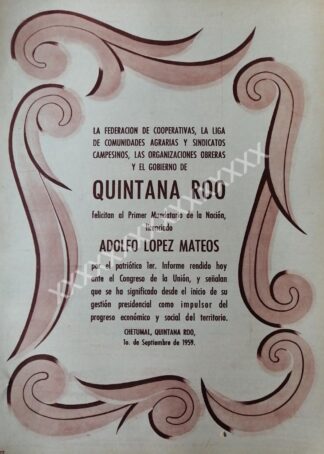 LA FEDERACION DE COOPERATIVAS, LA LIGA
DE COMUNIDADES AGRARIAS Y SINDICATOS
CAMPESINOS, LAS ORGANIZACIONES OBRERAS
Y EL GOBIERNO DE
QUINTANA ROO
felicitan al Primer Mandatario de la Nación,
licenciado
ADOLFO LOPEZ MATEOS
por el patriótico 1er. Informe rendido hoy
ante el Congreso de la Unión, y señalan
que se ha significado desde el inicio de su
gestión presidencial como impulsor del
progreso económico y social del territorio.
CHETUMAL, QUINTANA ROO,
1o. de Septiembre de 1959.